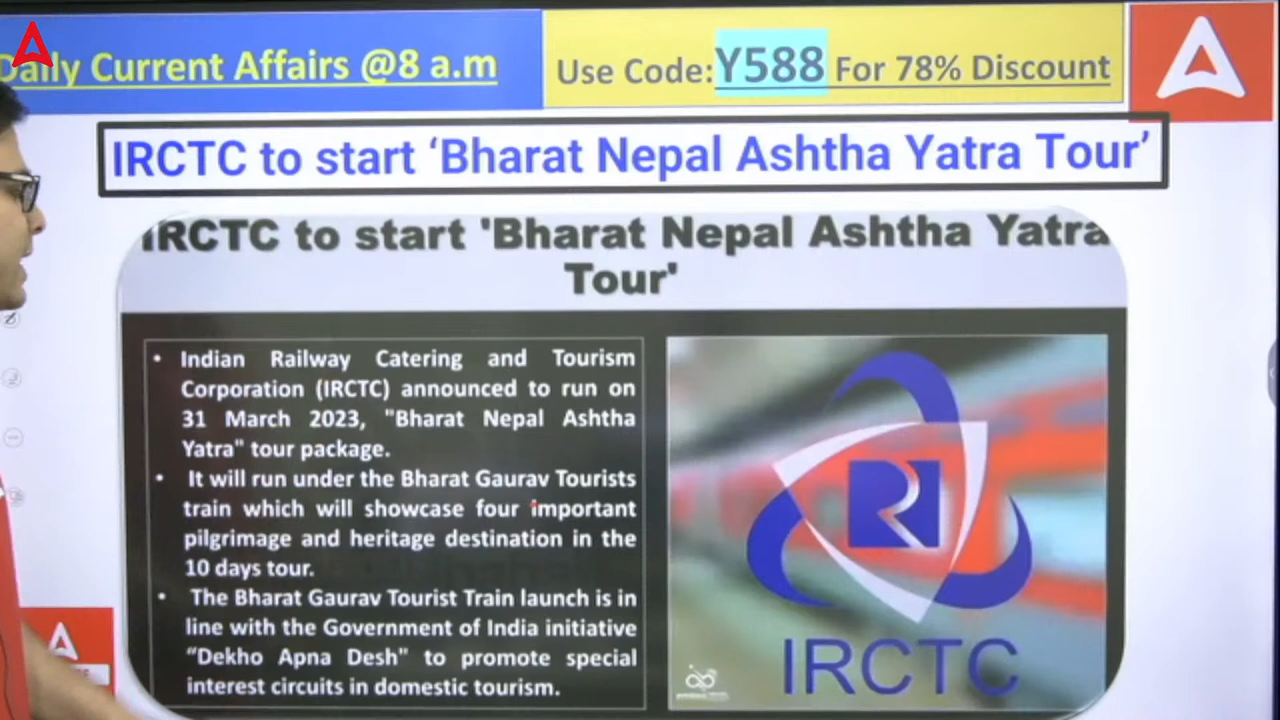 Daily Current Affairs @8 a.m
Use Code:Y588 For 78% Discount
IRCTC to start ‘Bharat Nepal Ashtha Yatra Tour’
IRCTC to start 'Bharat Nepal Ashtha Yatra
Tour'
• Indian Railway Catering and Tourism
Corporation (IRCTC) announced to run on
31 March 2023, "Bharat Nepal Ashtha
Yatra" tour package.
• It will run under the Bharat Gaurav Tourists
train which will showcase four important
pilgrimage and heritage destination in the
10 days tour.
• The Bharat Gaurav Tourist Train launch is in
line with the Government of India initiative
“Dekho Apna Desh" to promote special
interest circuits in domestic tourism.
IRCTC